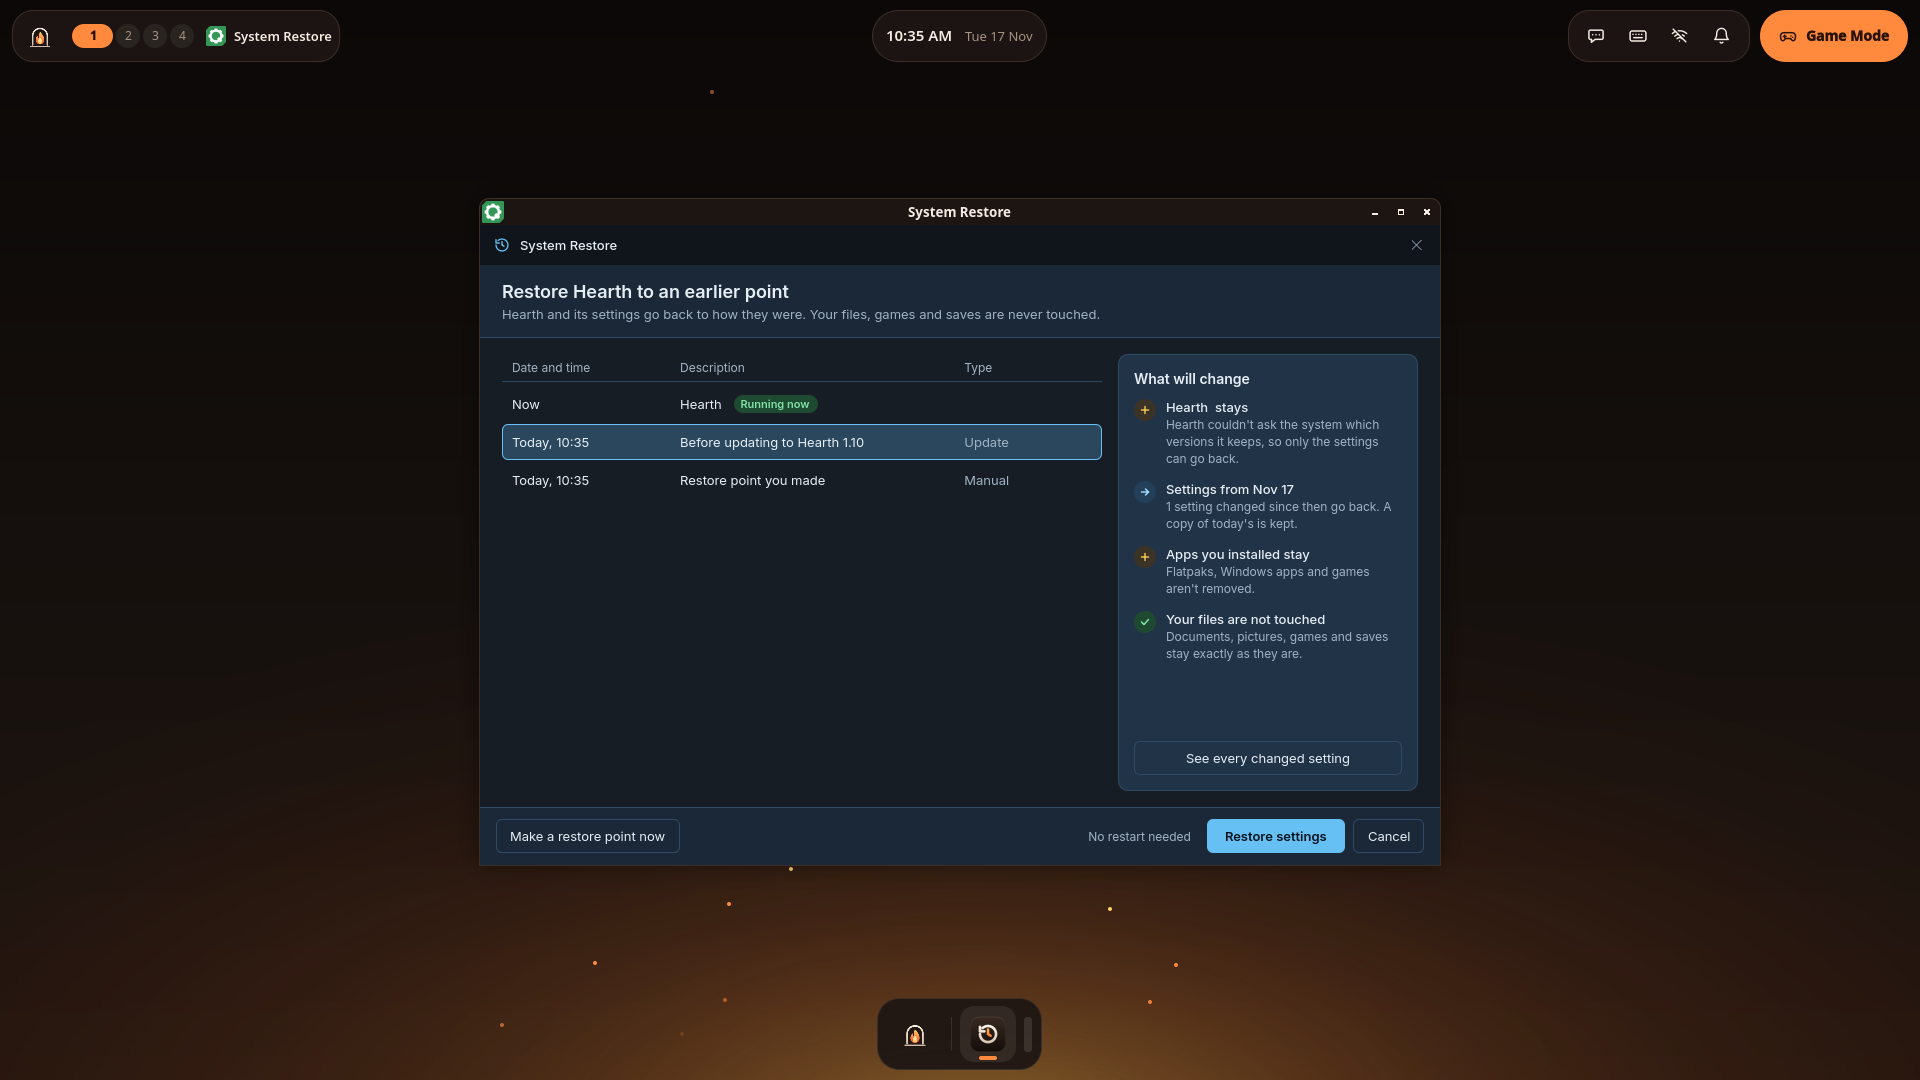 1 2 3 4 System Restore
10:35 AM Tue 17 Nov
Game Mode
System Restore
System Restore
Restore Hearth to an earlier point
Hearth and its settings go back to how they were. Your files, games and saves are never touched.
Date and time Description Type
Now Hearth Running now
Today, 10:35 Before updating to Hearth 1.10 Update
Today, 10:35 Restore point you made Manual
What will change
Hearth stays
Hearth couldn't ask the system which
versions it keeps, so only the settings
can go back.
Settings from Nov 17
1 setting changed since then go back. A
copy of today's is kept.
Apps you installed stay
Flatpaks, Windows apps and games
aren't removed.
Your files are not touched
Documents, pictures, games and saves
stay exactly as they are.
See every changed setting
Make a restore point now No restart needed Restore settings Cancel